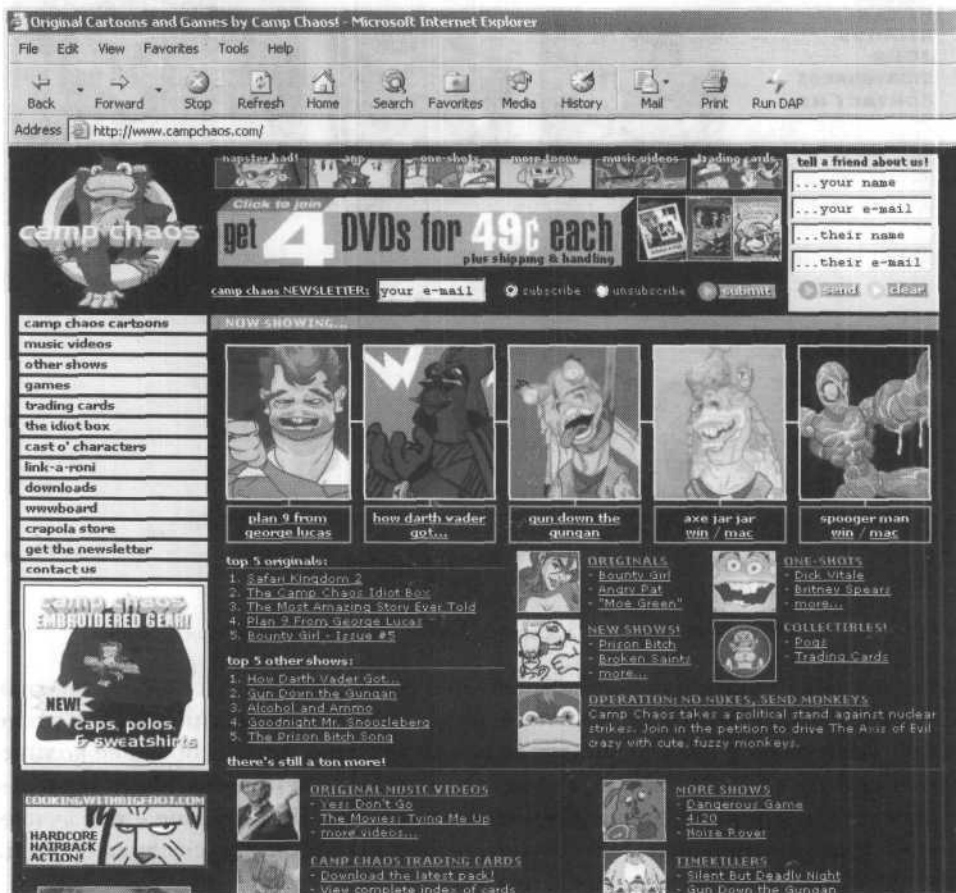 Original Cartoons and Games by Camp Chaos! - Microsoft Internet Explorer
File Edit View Favorites Tools Help
Back Forward Stop Refresh Home Search Favorites Media History Mail Print Run DAP
Address http://www.campchaos.com/
camp chaos
napster bad! one-shots more toons music videos trading cards
Click to join
get 4 DVDs for 49¢ each
plus shipping & handling
camp chaos NEWSLETTER: your e-mail subscribe unsubscribe submit
tell a friend about us!
...your name
...your e-mail
...their name
...their e-mail
send clear
camp chaos cartoons
music videos
other shows
games
trading cards
the idiot box
cast o' characters
link-a-roni
downloads
wwwboard
crapola store
get the newsletter
contact us
camp chaos
EMBROIDERED GEAR!
NEW!
caps, polos
& sweatshirts
COOKINGWITHBIGFOOT.COM
HARDCORE
HAIRBACK
ACTION!
NOW SHOWING...
plan 9 from
george lucas
how darth vader
got...
gun down the
gungan
axe jar jar
win / mac
spooger man
win / mac
top 5 originals:
1. Safari Kingdom 2
2. The Camp Chaos Idiot Box
3. The Most Amazing Story Ever Told
4. Plan 9 From George Lucas
5. Bounty Girl - Issue #5
top 5 other shows:
1. How Darth Vader Got...
2. Gun Down the Gungan
3. Alcohol and Ammo
4. Goodnight Mr. Snoozleberg
5. The Prison Bitch Song
ORIGINALS
- Bounty Girl
- Angry Pat
- "Moe Green"
ONE-SHOTS
- Dick Vitale
- Britney Spears
- more...
NEW SHOWS!
- Prison Bitch
- Broken Saints
- more...
COLLECTIBLES!
- Pogs
- Trading Cards
OPERATION: NO NUKES, SEND MONKEYS
Camp Chaos takes a political stand against nuclear
strikes. Join in the petition to drive The Axis of Evil
crazy with cute, fuzzy monkeys.
there's still a ton more!
ORIGINAL MUSIC VIDEOS
- Yes: Don't Go
- The Movies: Tying Me Up
- more videos...
MORE SHOWS
- Dangerous Game
- 4:20
- Noize Rover
CAMP CHAOS TRADING CARDS
- Download the latest pack!
- View complete index of cards
TIMEKILLERS
- Silent But Deadly Night
- Gun Down the Gungan